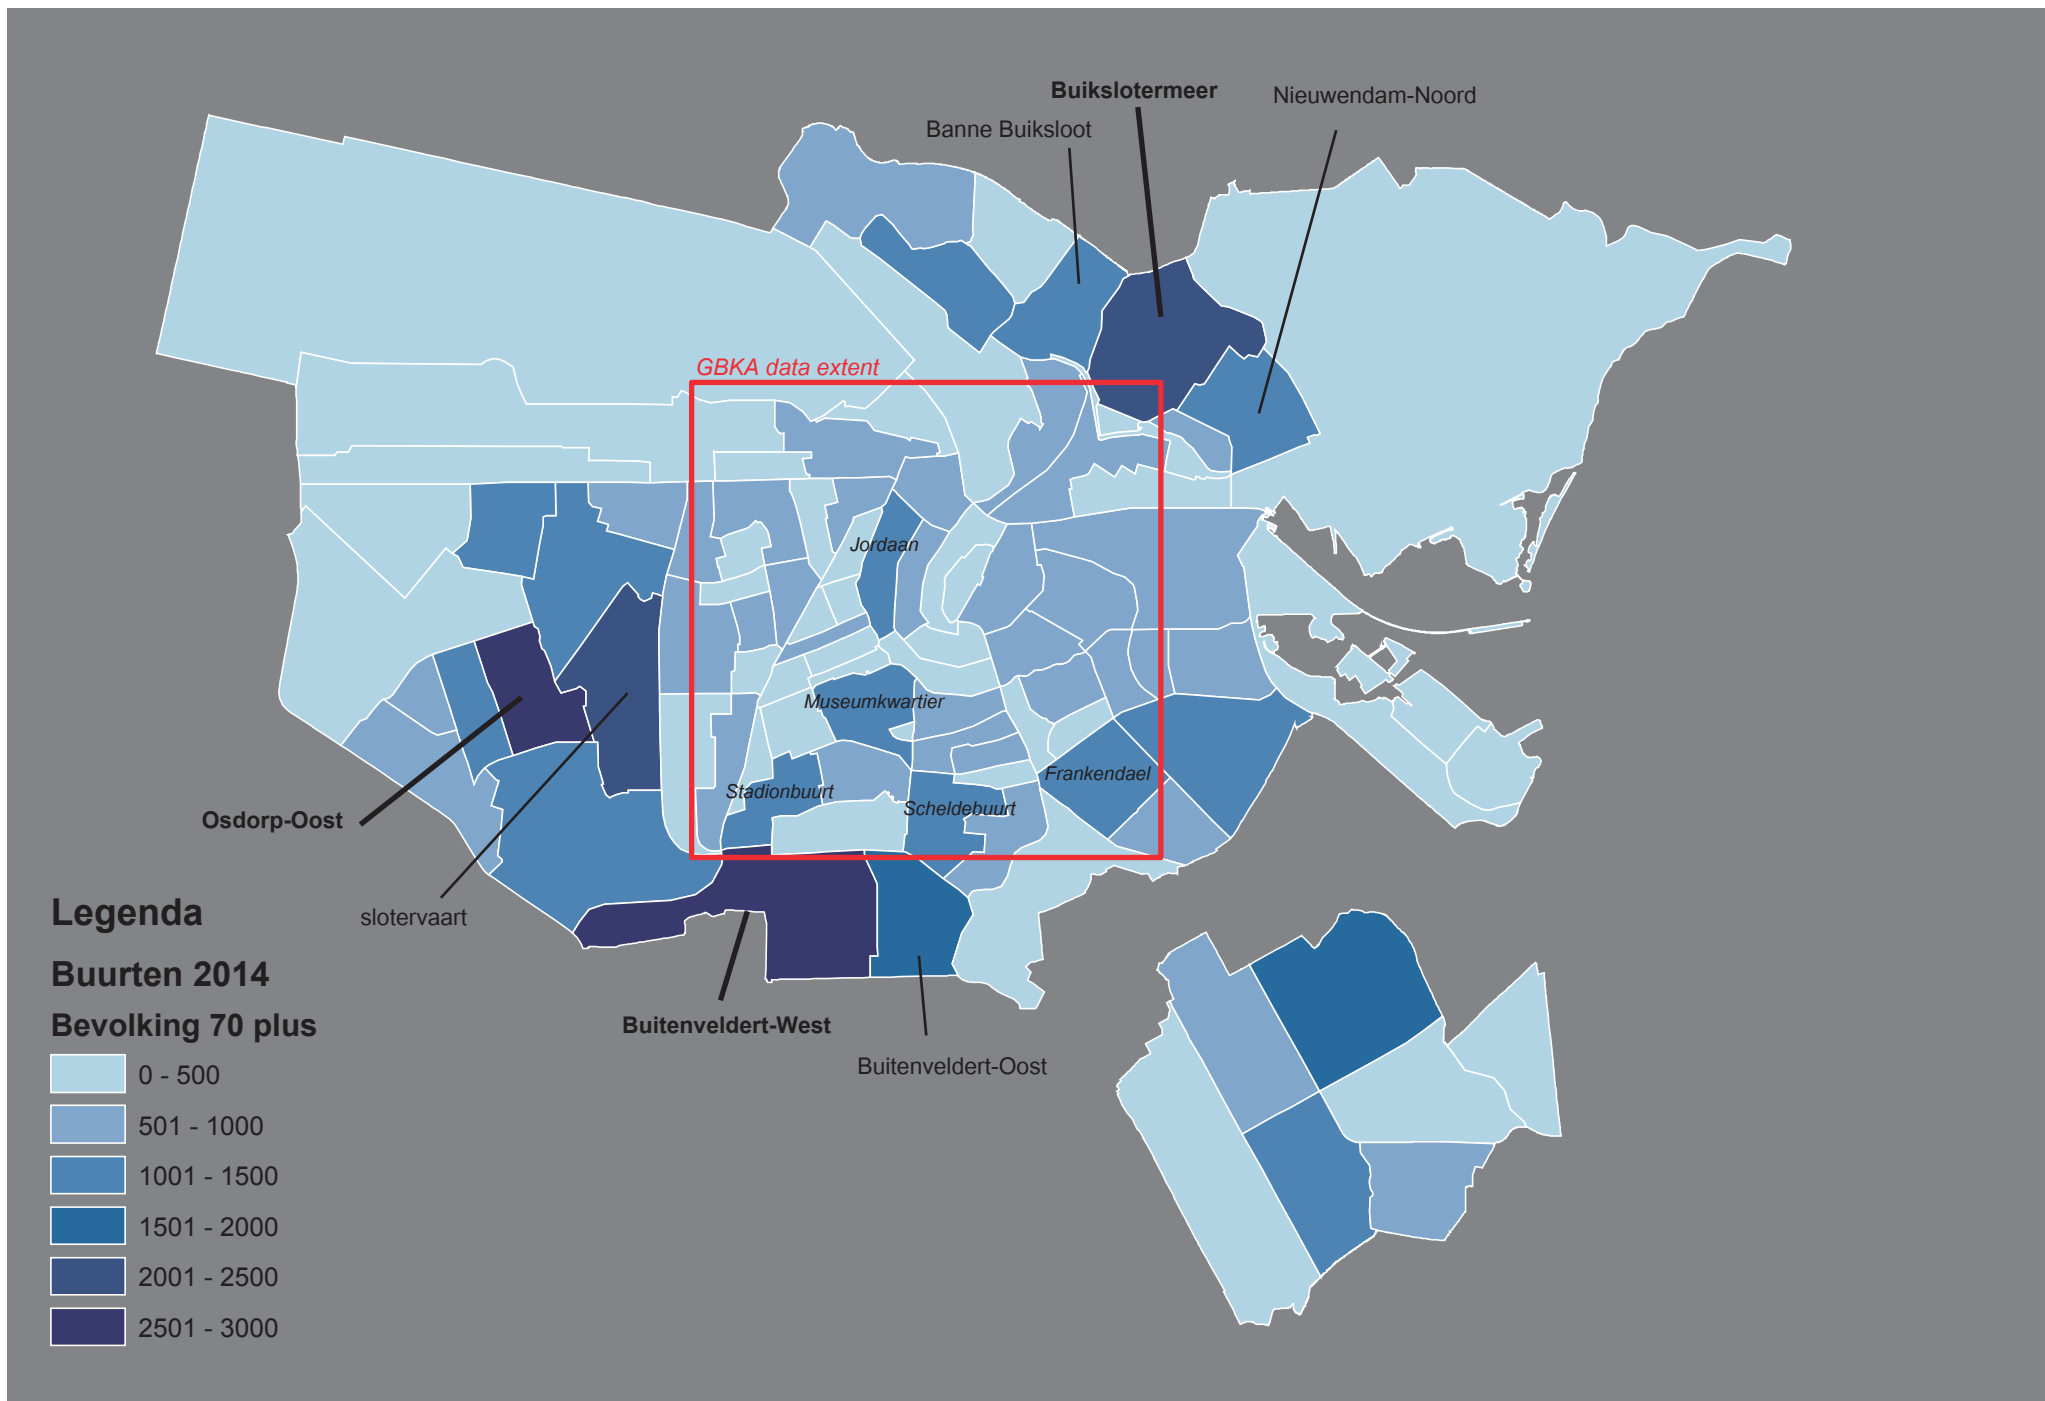 Buikslotermeer
Nieuwendam-Noord
Banne Buiksloot
GBKA data extent
Jordaan
Museumkwartier
Frankendael
Stadionbuurt
Scheldebuurt
Osdorp-Oost
slotervaart
Buitenveldert-West
Buitenveldert-Oost
Legenda
Buurten 2014
Bevolking 70 plus
0 - 500
501 - 1000
1001 - 1500
1501 - 2000
2001 - 2500
2501 - 3000